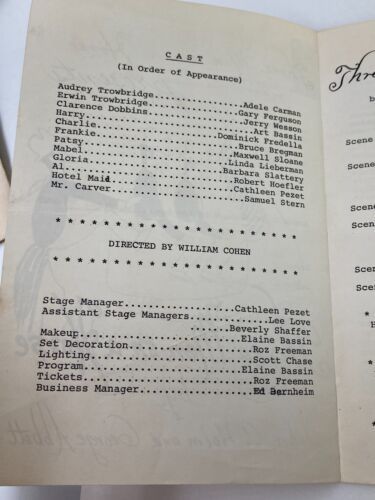 CAST
(In Order of Appearance)
Audrey Trowbridge................Adele Carman
Erwin Trowbridge.................Gary Ferguson
Clarence Dobbins.................Jerry Wesson
Harry............................Art Bassin
Charlie..........................Dominick Fredella
Frankie..........................Bruce Bregman
Patsy............................Maxwell Sloane
Mabel............................Linda Lieberman
Gloria...........................Barbara Slattery
Al...............................Robert Hoefler
Hotel Maid.......................Cathleen Pezet
Mr. Carver.......................Samuel Stern
* * * * * * * * * * * * * * * * * * * * * *
DIRECTED BY WILLIAM COHEN
* * * * * * * * * * * * * * * * * * * * * *
Stage Manager....................Cathleen Pezet
Assistant Stage Managers.........Lee Love
.......Beverly Shaffer
Makeup...........................Elaine Bassin
Set Decoration...................Roz Freeman
Lighting.........................Scott Chase
Program..........................Elaine Bassin
Tickets..........................Roz Freeman
Business Manager.................Ed Bernheim
Thre
b
Scene
Scene
Scene
Scen
Scen
Scen
*
H
*